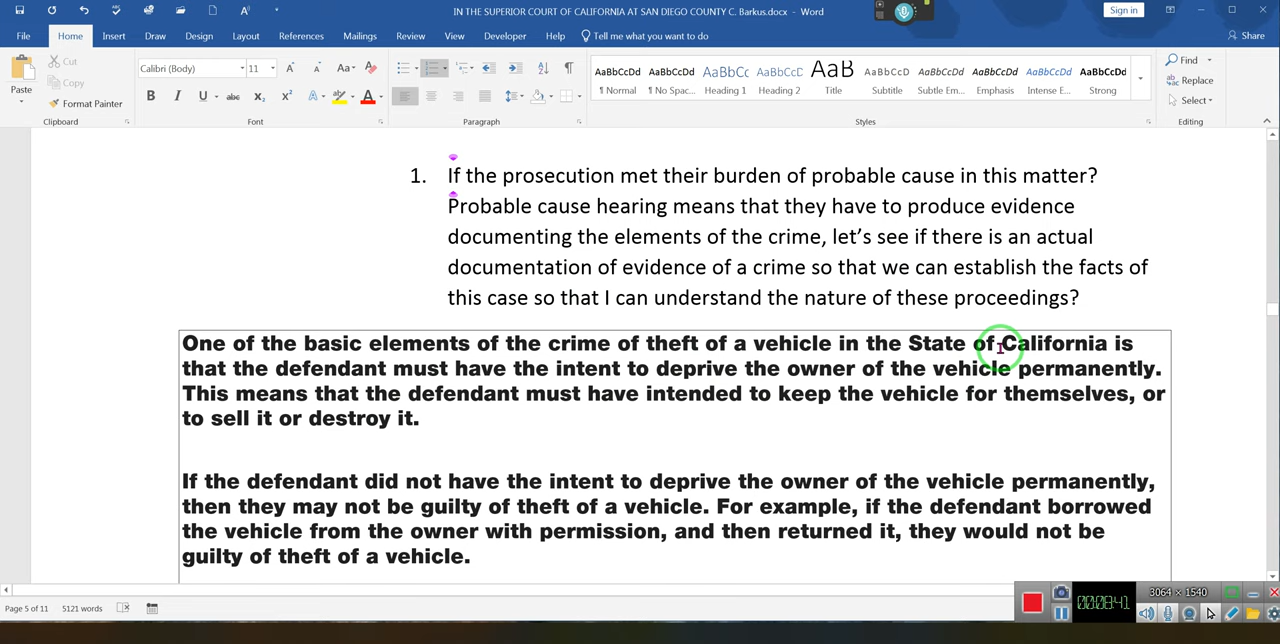 IN THE SUPERIOR COURT OF CALIFORNIA AT SAN DIEGO COUNTY C. Barkus.docx - Word
Sign in
File Home Insert Draw Design Layout References Mailings Review View Developer Help Tell me what you want to do Share
Paste
Cut
Copy
Format Painter
Clipboard
Calibri (Body) 11
Font
Paragraph
AaBbCcDd AaBbCcDd AaBbCc AaBbCcD AaB AaBbCcD AaBbCcDd AaBbCcDd AaBbCcDd AaBbCcDd
¶ Normal ¶ No Spac... Heading 1 Heading 2 Title Subtitle Subtle Em... Emphasis Intense E... Strong
Styles
Find
Replace
Select
Editing
1. If the prosecution met their burden of probable cause in this matter?
Probable cause hearing means that they have to produce evidence
documenting the elements of the crime, let’s see if there is an actual
documentation of evidence of a crime so that we can establish the facts of
this case so that I can understand the nature of these proceedings?
One of the basic elements of the crime of theft of a vehicle in the State of California is
that the defendant must have the intent to deprive the owner of the vehicle permanently.
This means that the defendant must have intended to keep the vehicle for themselves, or
to sell it or destroy it.
If the defendant did not have the intent to deprive the owner of the vehicle permanently,
then they may not be guilty of theft of a vehicle. For example, if the defendant borrowed
the vehicle from the owner with permission, and then returned it, they would not be
guilty of theft of a vehicle.
Page 5 of 11 5121 words
00:08:41
3064 × 1540